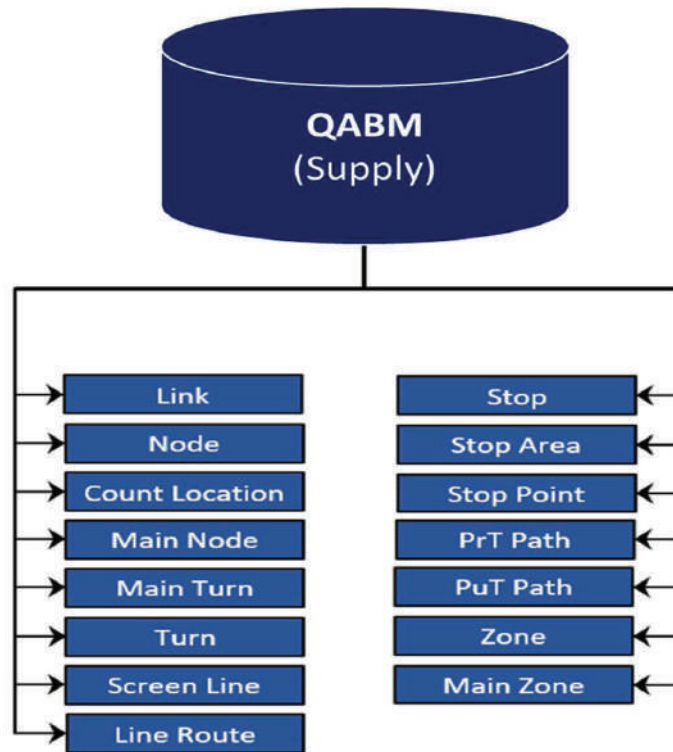 QABM
(Supply)
Link
Node
Count Location
Main Node
Main Turn
Turn
Screen Line
Line Route
Stop
Stop Area
Stop Point
PrT Path
PuT Path
Zone
Main Zone